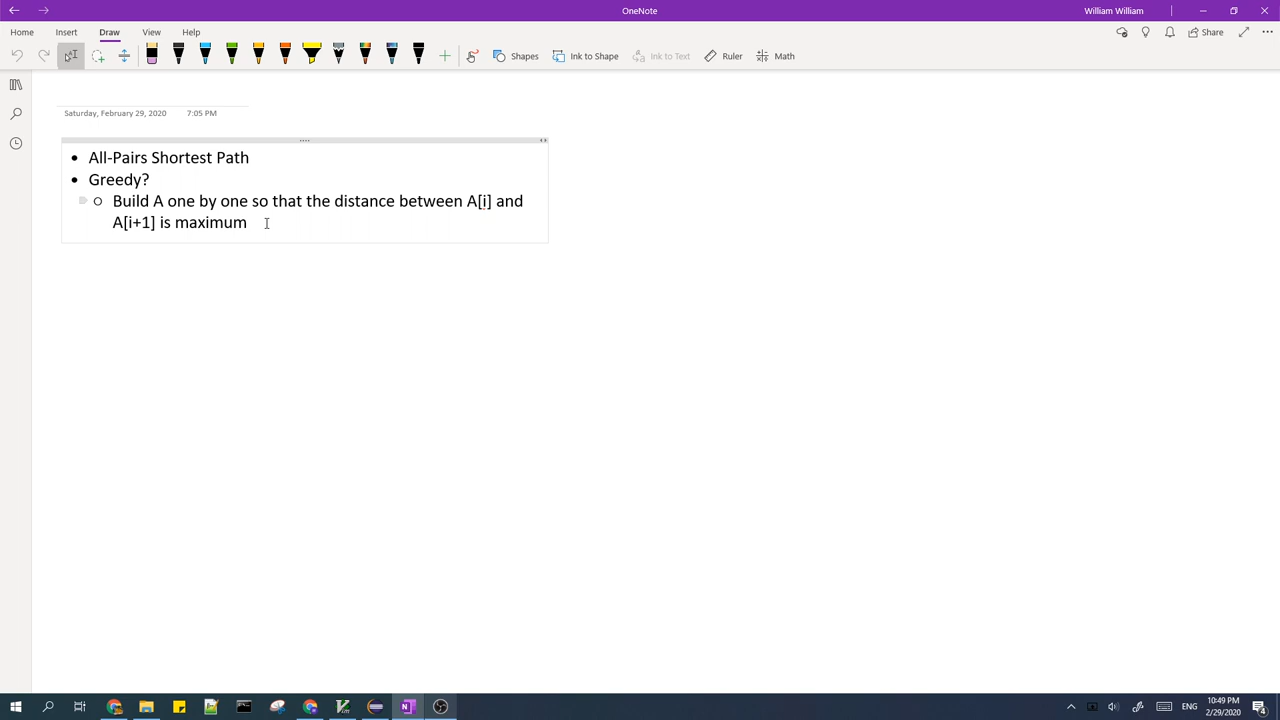 OneNote
William William
Home Insert Draw View Help
Share
Shapes Ink to Shape Ink to Text Ruler Math
Saturday, February 29, 2020 7:05 PM
• All-Pairs Shortest Path
• Greedy?
o Build A one by one so that the distance between A[i] and
A[i+1] is maximum
ENG
10:49 PM
2/29/2020
4